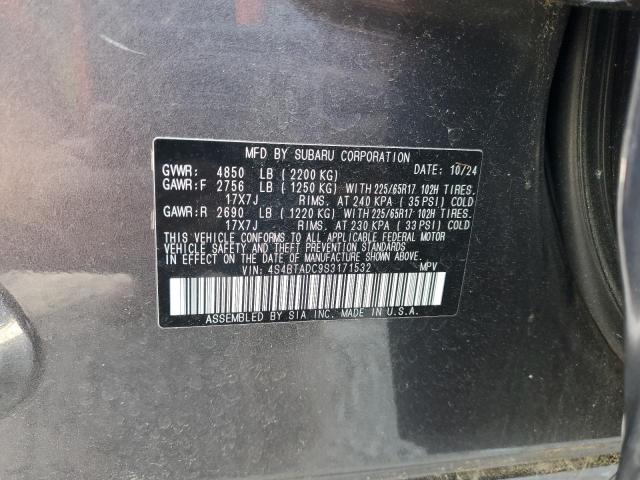 MFD BY SUBARU CORPORATION DATE: 10/24
GVWR: 4850 LB (2200 KG)
GAWR:F 2756 LB (1250 KG) WITH 225/65R17 102H TIRES.
17X7J RIMS. AT 240 KPA (35 PSI) COLD
GAWR:R 2690 LB (1220 KG) WITH 225/65R17 102H TIRES.
17X7J RIMS. AT 230 KPA (33 PSI) COLD
THIS VEHICLE CONFORMS TO ALL APPLICABLE FEDERAL MOTOR
VEHICLE SAFETY AND THEFT PREVENTION STANDARDS
IN EFFECT ON THE DATE OF MANUFACTURE SHOWN ABOVE.
VIN: 4S4BTADC9S3171532 MPV
ASSEMBLED BY SIA INC. MADE IN U.S.A.